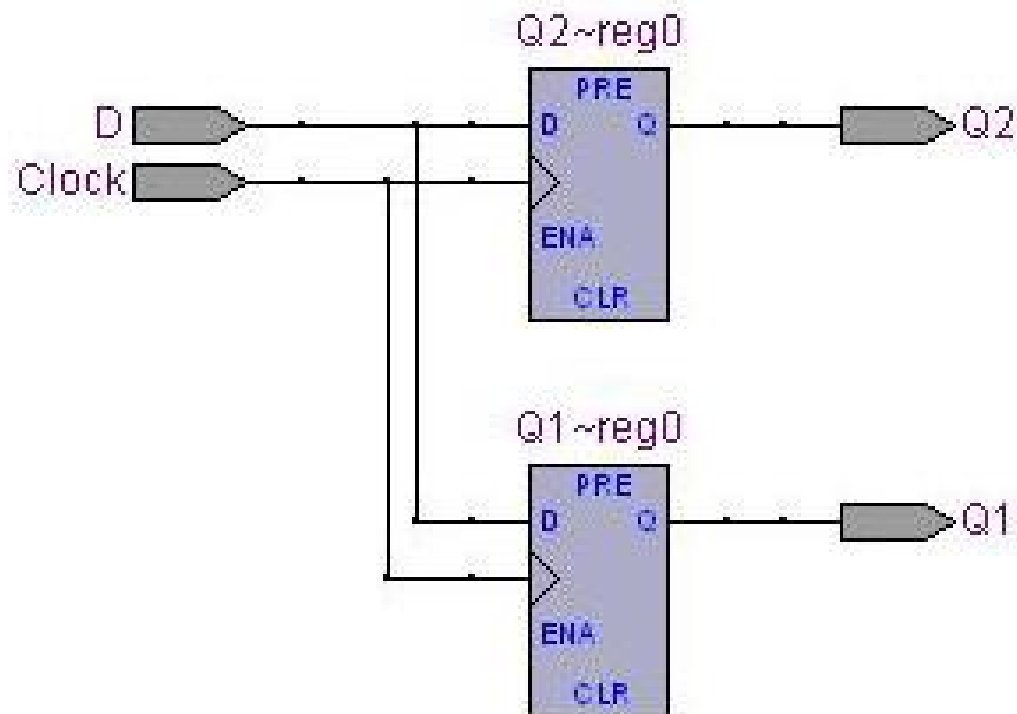 Q2~reg0
PRE
D
D
Q
Q2
Clock
ENA
CLR
Q1~reg0
PRE
D
Q
Q1
ENA
CLR